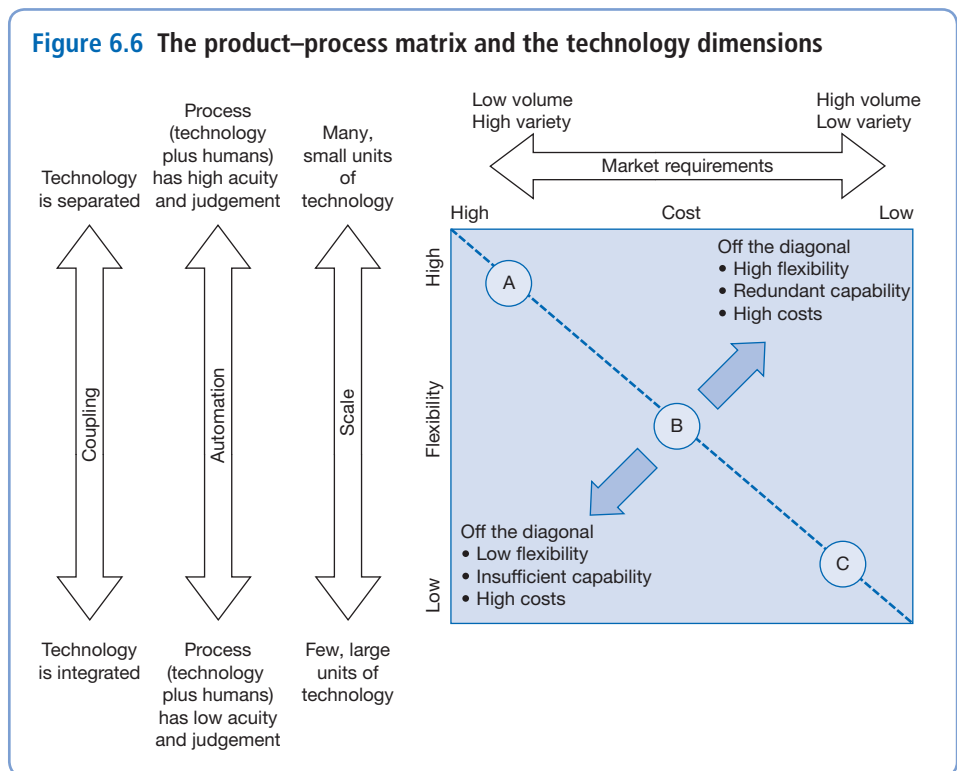 Figure 6.6 The product–process matrix and the technology dimensions
Technology
is separated
Process
(technology
plus humans)
has high acuity
and judgement
Many,
small units
of
technology
Coupling
Automation
Scale
Technology
is integrated
Process
(technology
plus humans)
has low acuity
and judgement
Few, large
units of
technology
Low volume
High variety
High volume
Low variety
Market requirements
High
Cost
Low
High
Flexibility
Low
A
B
C
Off the diagonal
• High flexibility
• Redundant capability
• High costs
Off the diagonal
• Low flexibility
• Insufficient capability
• High costs